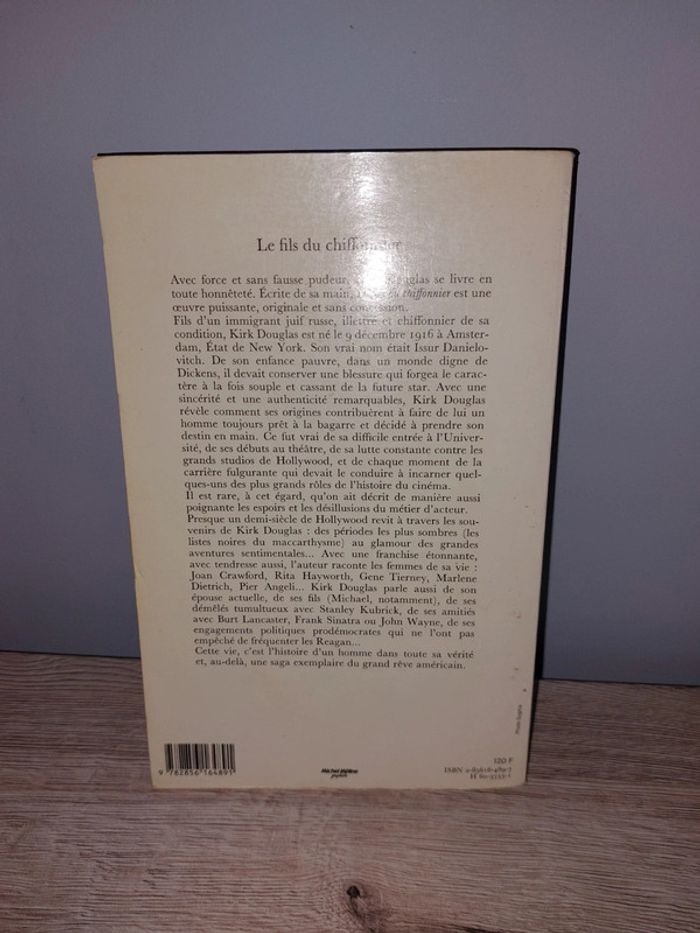 Le fils du chiffonnier
Avec force et sans fausse pudeur, Douglas se livre en
toute honnêteté. Écrite de sa main, chiffonnier est une
œuvre puissante, originale et sans concession.
Fils d'un immigrant juif russe, illettré et chiffonnier de sa
condition, Kirk Douglas est né le 9 décembre 1916 à Amster-
dam, État de New York. Son vrai nom était Issur Danielo-
vitch. De son enfance pauvre, dans un monde digne de
Dickens, il devait conserver une blessure qui forgea le carac-
tère à la fois souple et cassant de la future star. Avec une
sincérité et une authenticité remarquables, Kirk Douglas
révèle comment ses origines contribuèrent à faire de lui un
homme toujours prêt à la bagarre et décidé à prendre son
destin en main. Ce fut vrai de sa difficile entrée à l'Univer-
sité, de ses débuts au théâtre, de sa lutte constante contre les
grands studios de Hollywood, et de chaque moment de la
carrière fulgurante qui devait le conduire à incarner quel-
ques-uns des plus grands rôles de l'histoire du cinéma.
Il est rare, à cet égard, qu'on ait décrit de manière aussi
poignante les espoirs et les désillusions du métier d'acteur.
Presque un demi-siècle de Hollywood revit à travers les sou-
venirs de Kirk Douglas : des périodes les plus sombres (les
listes noires du maccarthysme) au glamour des grandes
aventures sentimentales... Avec une franchise étonnante,
avec tendresse aussi, l'auteur raconte les femmes de sa vie :
Joan Crawford, Rita Hayworth, Gene Tierney, Marlene
Dietrich, Pier Angeli... Kirk Douglas parle aussi de son
épouse actuelle, de ses fils (Michael, notamment), de ses
démêlés tumultueux avec Stanley Kubrick, de ses amitiés
avec Burt Lancaster, Frank Sinatra ou John Wayne, de ses
engagements politiques prodémocrates qui ne l'ont pas
empêché de fréquenter les Reagan...
Cette vie, c'est l'histoire d'un homme dans toute sa vérité
et, au-delà, une saga exemplaire du grand rêve américain.
120 F
ISBN 2-85616-489-7
9 782856 164891